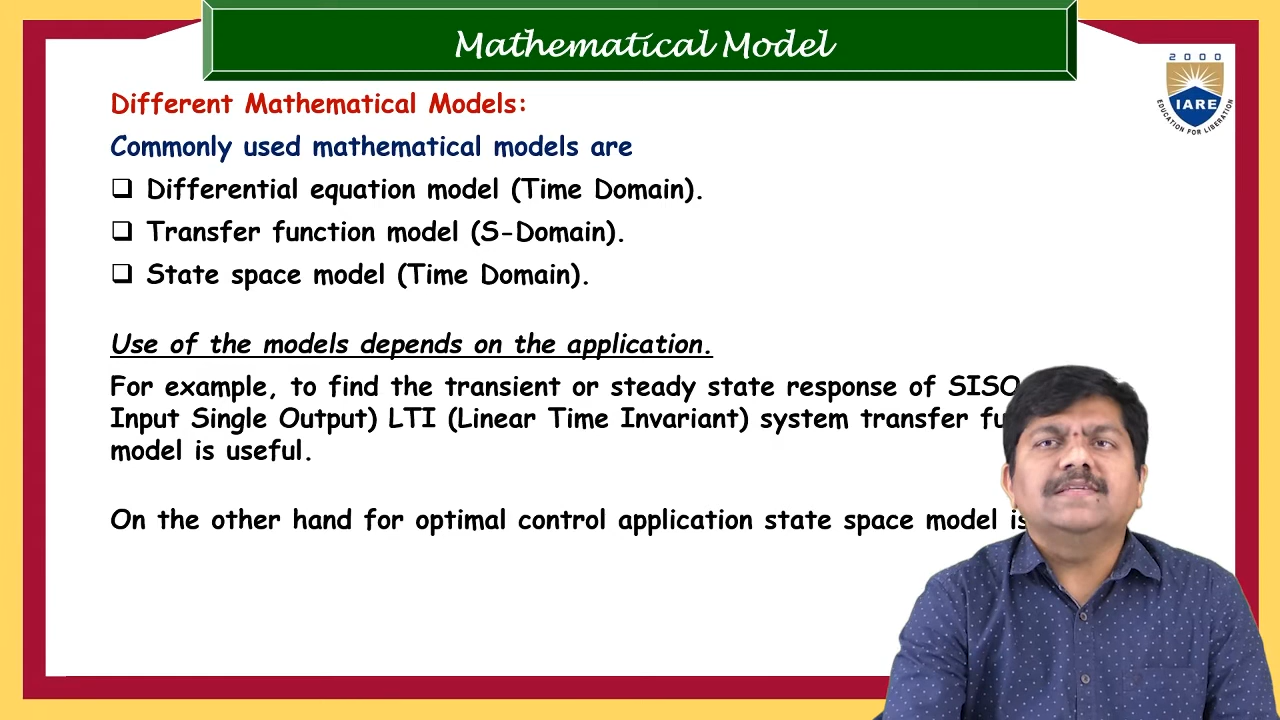 Mathematical Model
2000
IARE
EDUCATION FOR LIBERATION
Different Mathematical Models:
Commonly used mathematical models are
Differential equation model (Time Domain).
Transfer function model (S-Domain).
State space model (Time Domain).
Use of the models depends on the application.
For example, to find the transient or steady state response of SISO
Input Single Output) LTI (Linear Time Invariant) system transfer
model is useful.
On the other hand for optimal control application state space model is